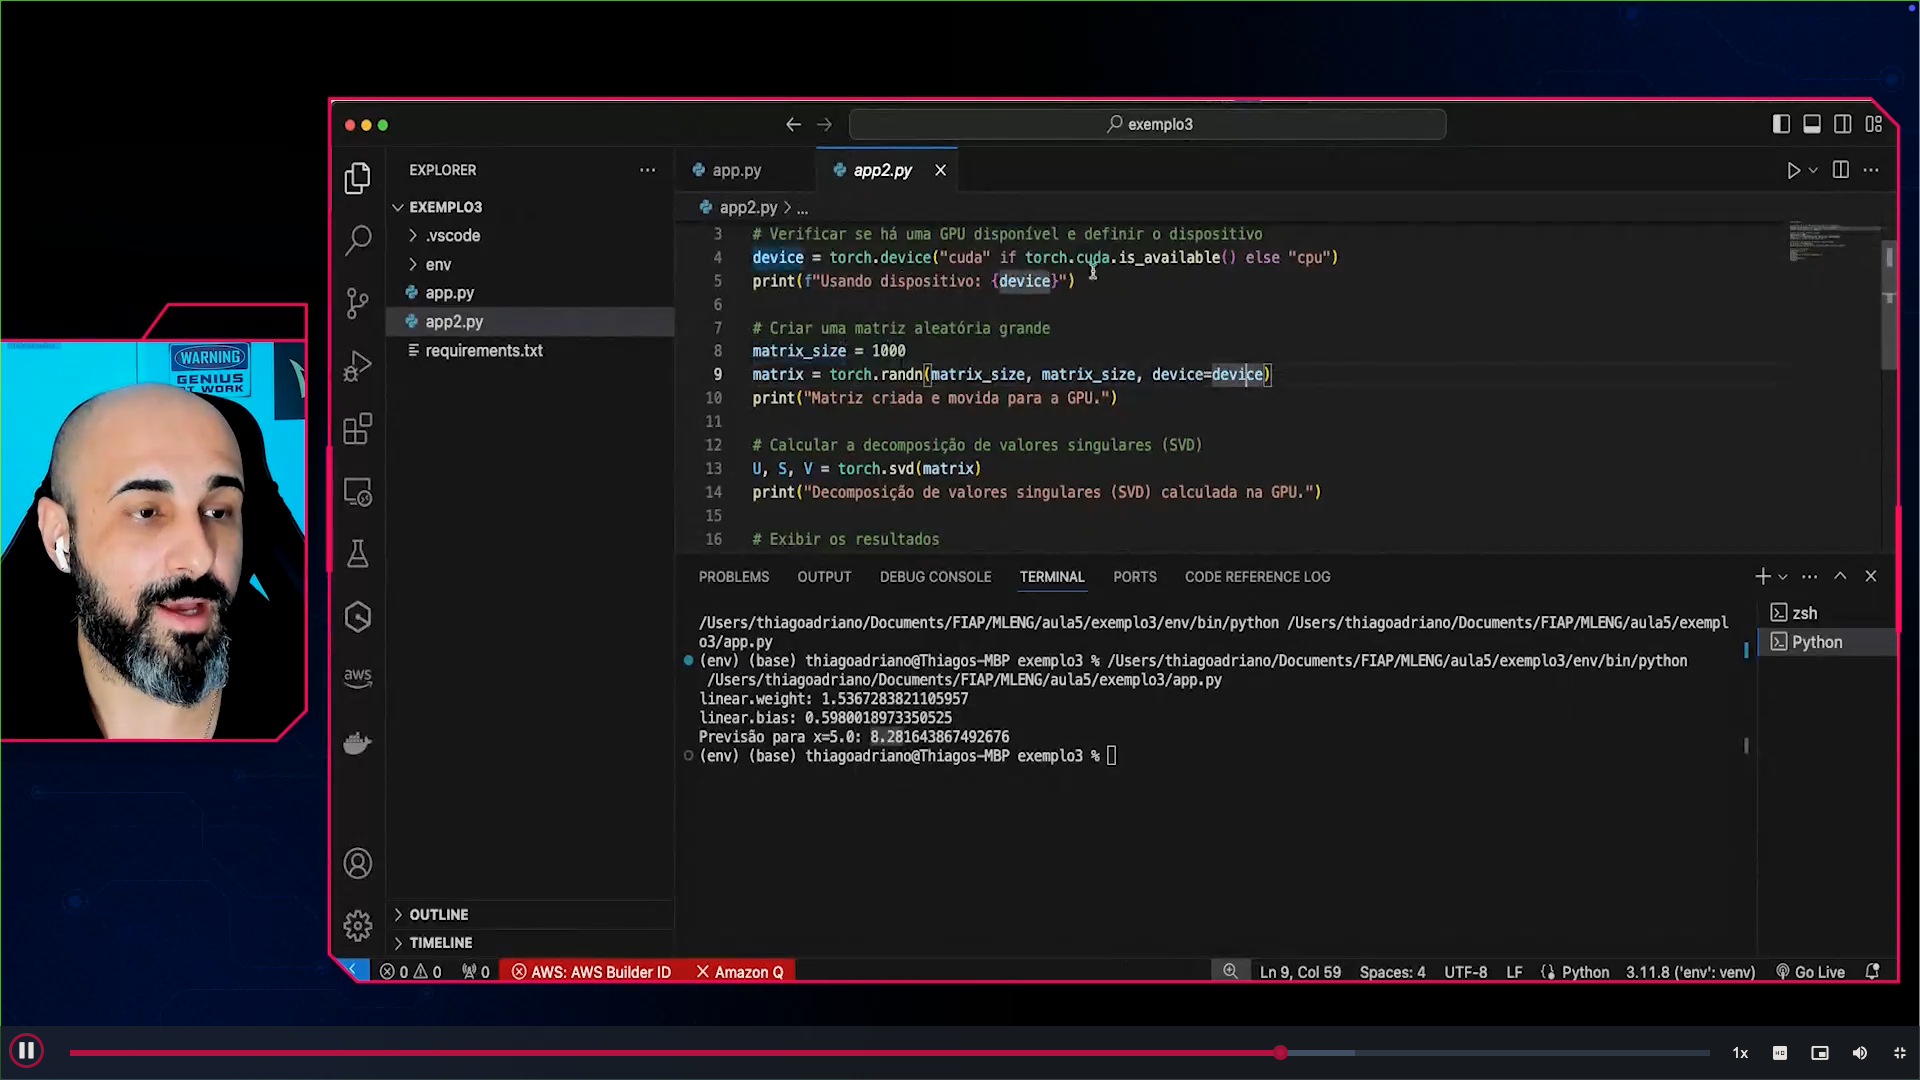 exemplo3
EXPLORER
EXEMPLO3
.vscode
env
app.py
app2.py
requirements.txt
OUTLINE
TIMELINE
WARNING
GENIUS
AT WORK
aws
app.py
app2.py
app2.py > ...
3 # Verificar se há uma GPU disponível e definir o dispositivo
4 device = torch.device("cuda" if torch.cuda.is_available() else "cpu")
5 print(f"Usando dispositivo: {device}")
6
7 # Criar uma matriz aleatória grande
8 matrix_size = 1000
9 matrix = torch.randn(matrix_size, matrix_size, device=device)
10 print("Matriz criada e movida para a GPU.")
11
12 # Calcular a decomposição de valores singulares (SVD)
13 U, S, V = torch.svd(matrix)
14 print("Decomposição de valores singulares (SVD) calculada na GPU.")
15
16 # Exibir os resultados
PROBLEMS OUTPUT DEBUG CONSOLE TERMINAL PORTS CODE REFERENCE LOG
/Users/thiagoadriano/Documents/FIAP/MLENG/aula5/exemplo3/env/bin/python /Users/thiagoadriano/Documents/FIAP/MLENG/aula5/exempl
o3/app.py
(env) (base) thiagoadriano@Thiagos-MBP exemplo3 % /Users/thiagoadriano/Documents/FIAP/MLENG/aula5/exemplo3/env/bin/python
/Users/thiagoadriano/Documents/FIAP/MLENG/aula5/exemplo3/app.py
linear.weight: 1.5367283821105957
linear.bias: 0.5980018973350525
Previsão para x=5.0: 8.281643867492676
(env) (base) thiagoadriano@Thiagos-MBP exemplo3 %
zsh
Python
0 0 0 AWS: AWS Builder ID Amazon Q Ln 9, Col 59 Spaces: 4 UTF-8 LF Python 3.11.8 ('env': venv) Go Live
1x